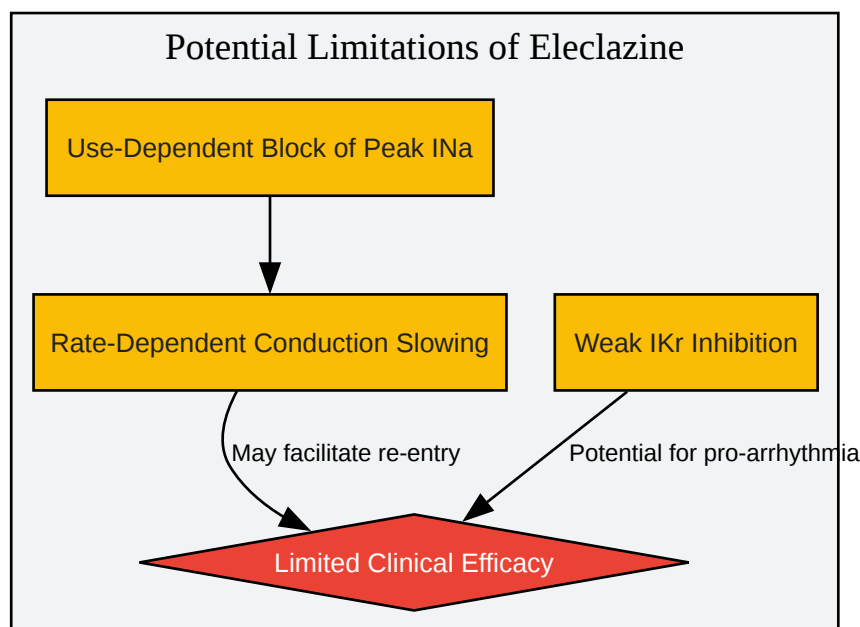 Potential Limitations of Eleclazine
Use-Dependent Block of Peak INa
Rate-Dependent Conduction Slowing
Weak IKr Inhibition
May facilitate re-entry
Potential for pro-arrhythmia
Limited Clinical Efficacy